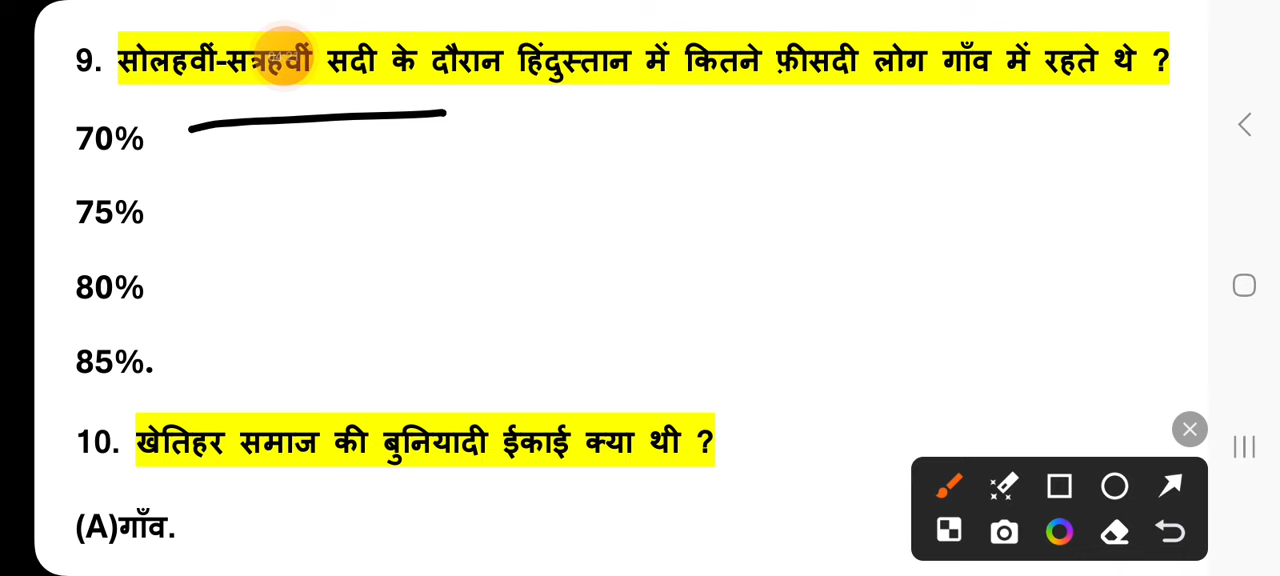 9. सोलहवीं-सत्रहवीं सदी के दौरान हिंदुस्तान में कितने फ़ीसदी लोग गाँव में रहते थे ?
70%
75%
80%
85%.
10. खेतिहर समाज की बुनियादी ईकाई क्या थी ?
(A)गाँव.